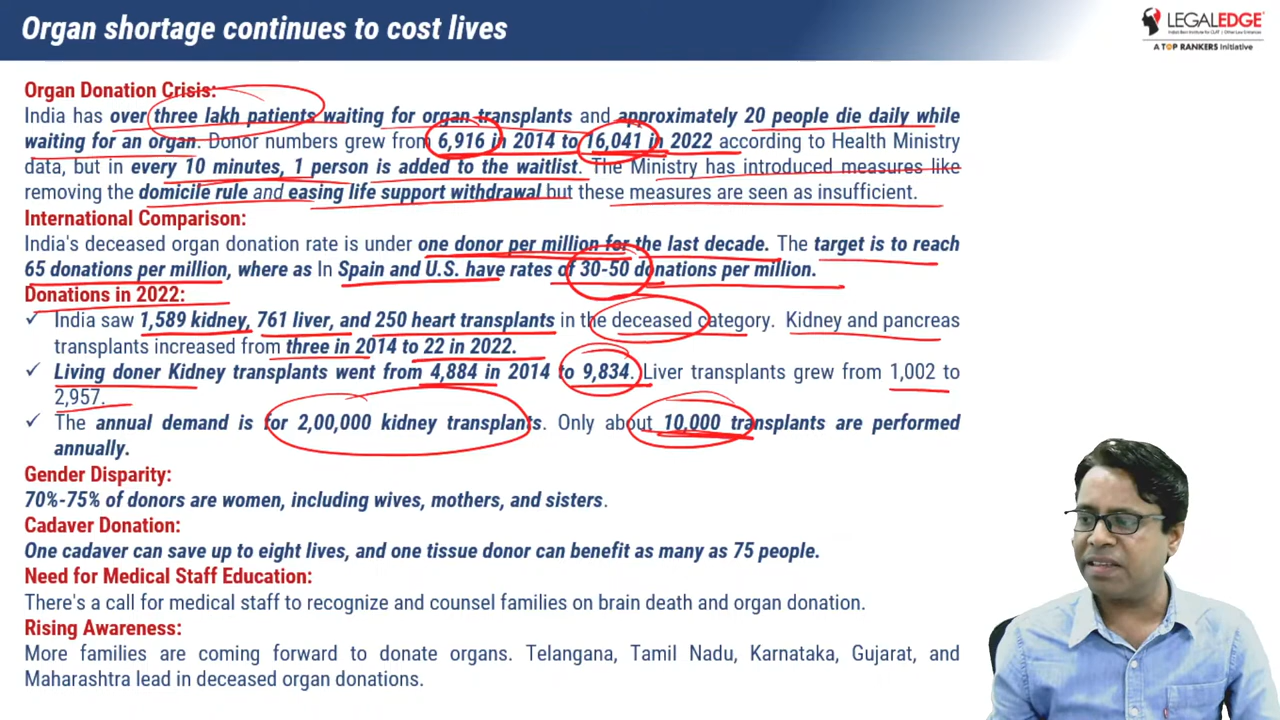 Organ shortage continues to cost lives
LEGALEDGE
A TOP RANKERS INITIATIVE
Organ Donation Crisis:
India has over three lakh patients waiting for organ transplants and approximately 20 people die daily while
waiting for an organ. Donor numbers grew from 6,916 in 2014 to 16,041 in 2022 according to Health Ministry
data, but in every 10 minutes, 1 person is added to the waitlist. The Ministry has introduced measures like
removing the domicile rule and easing life support withdrawal but these measures are seen as insufficient.
International Comparison:
India's deceased organ donation rate is under one donor per million for the last decade. The target is to reach
65 donations per million, where as In Spain and U.S. have rates of 30-50 donations per million.
Donations in 2022:
✓ India saw 1,589 kidney, 761 liver, and 250 heart transplants in the deceased category. Kidney and pancreas
transplants increased from three in 2014 to 22 in 2022.
✓ Living doner Kidney transplants went from 4,884 in 2014 to 9,834. Liver transplants grew from 1,002 to
2,957.
✓ The annual demand is for 2,00,000 kidney transplants. Only about 10,000 transplants are performed
annually.
Gender Disparity:
70%-75% of donors are women, including wives, mothers, and sisters.
Cadaver Donation:
One cadaver can save up to eight lives, and one tissue donor can benefit as many as 75 people.
Need for Medical Staff Education:
There's a call for medical staff to recognize and counsel families on brain death and organ donation.
Rising Awareness:
More families are coming forward to donate organs. Telangana, Tamil Nadu, Karnataka, Gujarat, and
Maharashtra lead in deceased organ donations.